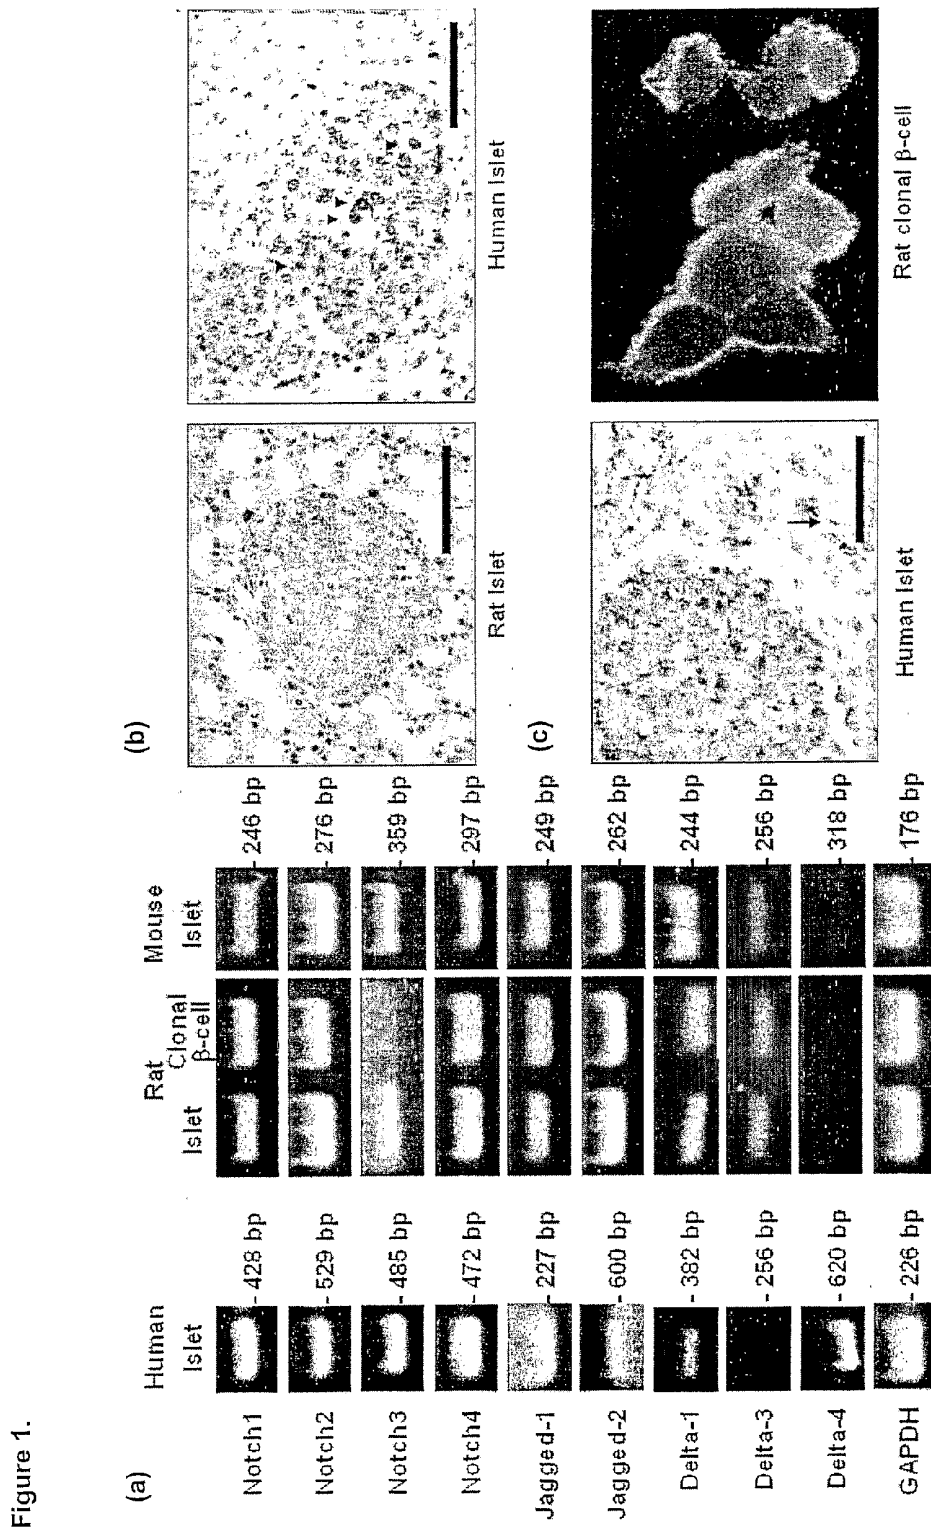 Figure 1.
(a)
Human
Islet
Rat
Islet
Clonal
β-cell
Mouse
Islet
Notch1
- 428 bp
- 246 bp
Notch2
- 529 bp
- 276 bp
Notch3
- 485 bp
- 359 bp
Notch4
- 472 bp
- 297 bp
Jagged-1
- 227 bp
- 249 bp
Jagged-2
- 600 bp
- 262 bp
Delta-1
- 382 bp
- 244 bp
Delta-3
- 256 bp
- 256 bp
Delta-4
- 620 bp
- 318 bp
GAPDH
- 226 bp
- 176 bp
(b)
Rat Islet
Human Islet
(c)
Human Islet
Rat clonal β-cell